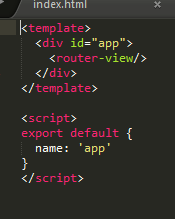 index.html ×
<template>
  <div id="app">
    <router-view/>
  </div>
</template>

<script>
export default {
  name: 'app'
}
</script>